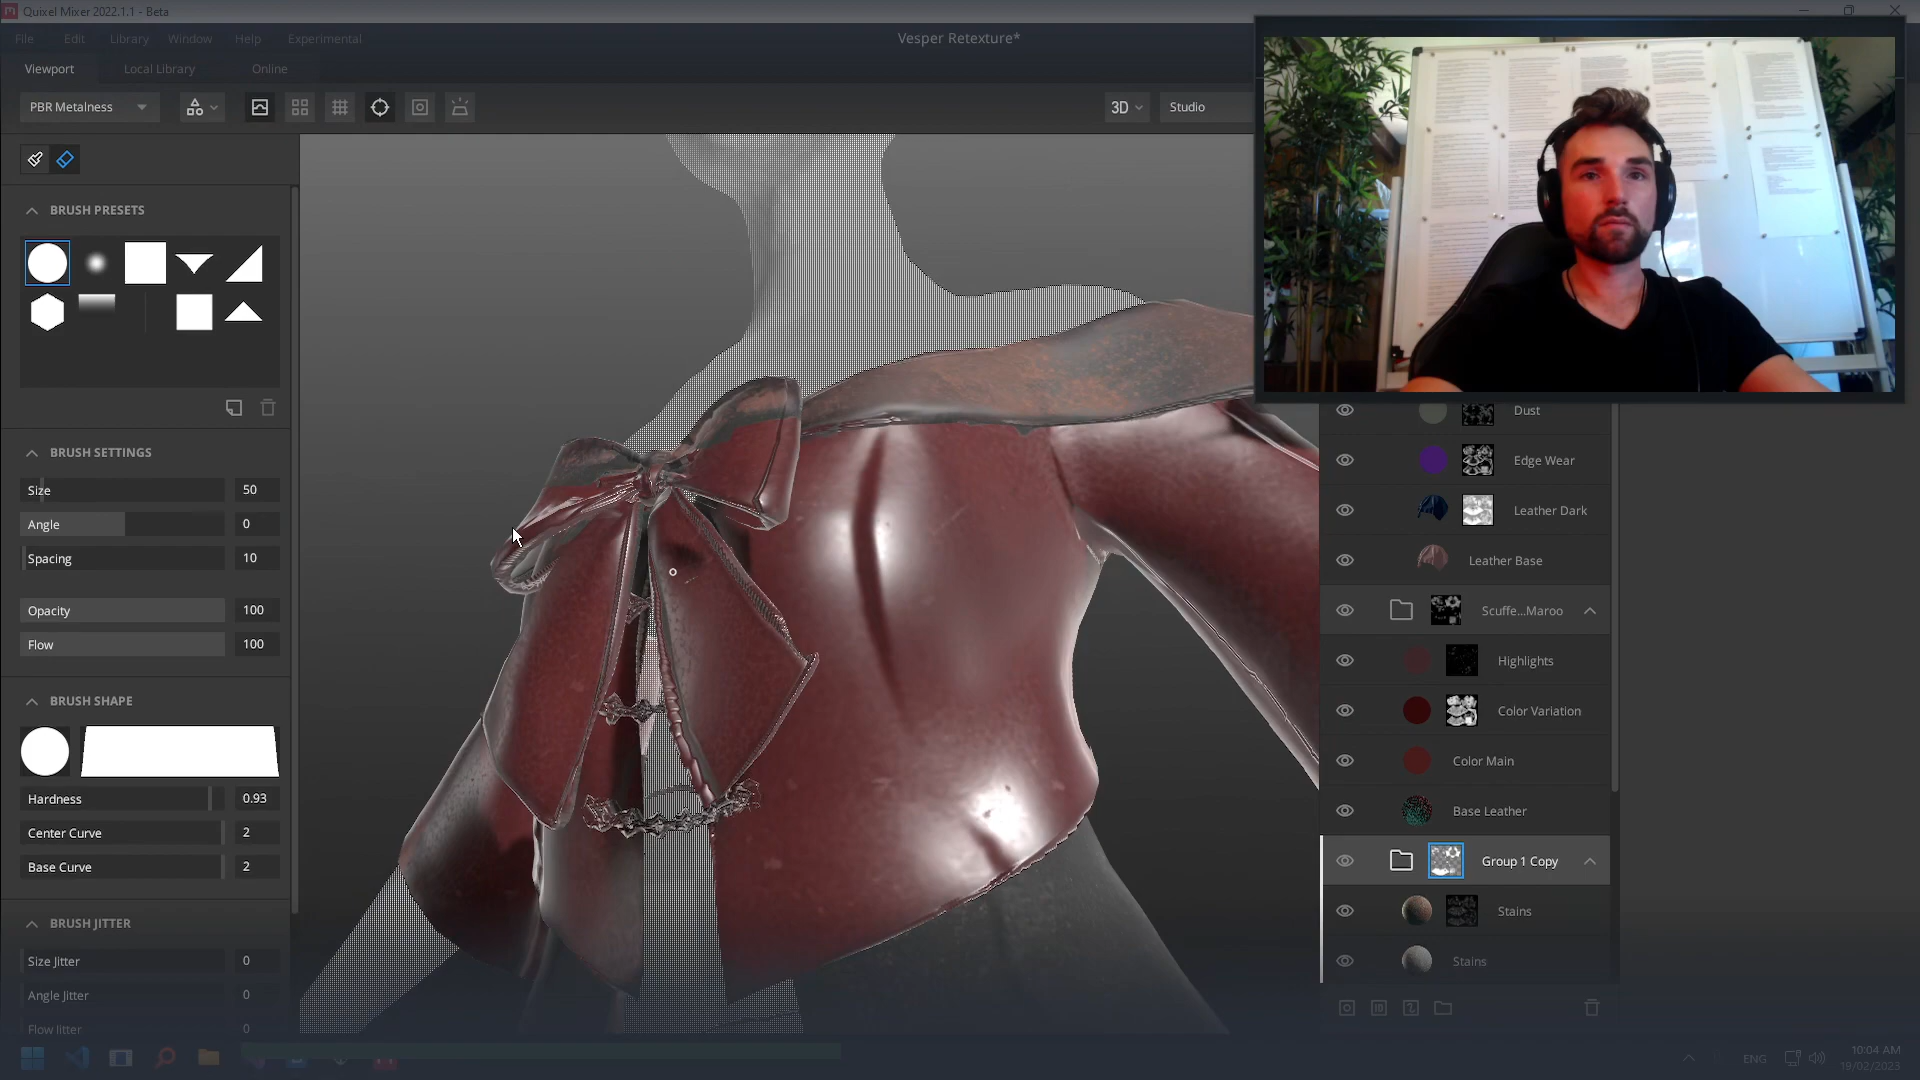 Quixel Mixer 2022.1.1 - Beta
File Edit Library Window Help Experimental
Vesper Retexture*
Viewport Local Library Online
PBR Metalness
3D Studio
BRUSH PRESETS
BRUSH SETTINGS
Size 50
Angle 0
Spacing 10
Opacity 100
Flow 100
BRUSH SHAPE
Hardness 0.93
Center Curve 2
Base Curve 2
BRUSH JITTER
Size Jitter 0
Angle Jitter 0
Flow Jitter 0
Dust
Edge Wear
Leather Dark
Leather Base
Scuffe...Maroo
Highlights
Color Variation
Color Main
Base Leather
Group 1 Copy
Stains
Stains
ENG
10:04 AM
19/02/2023